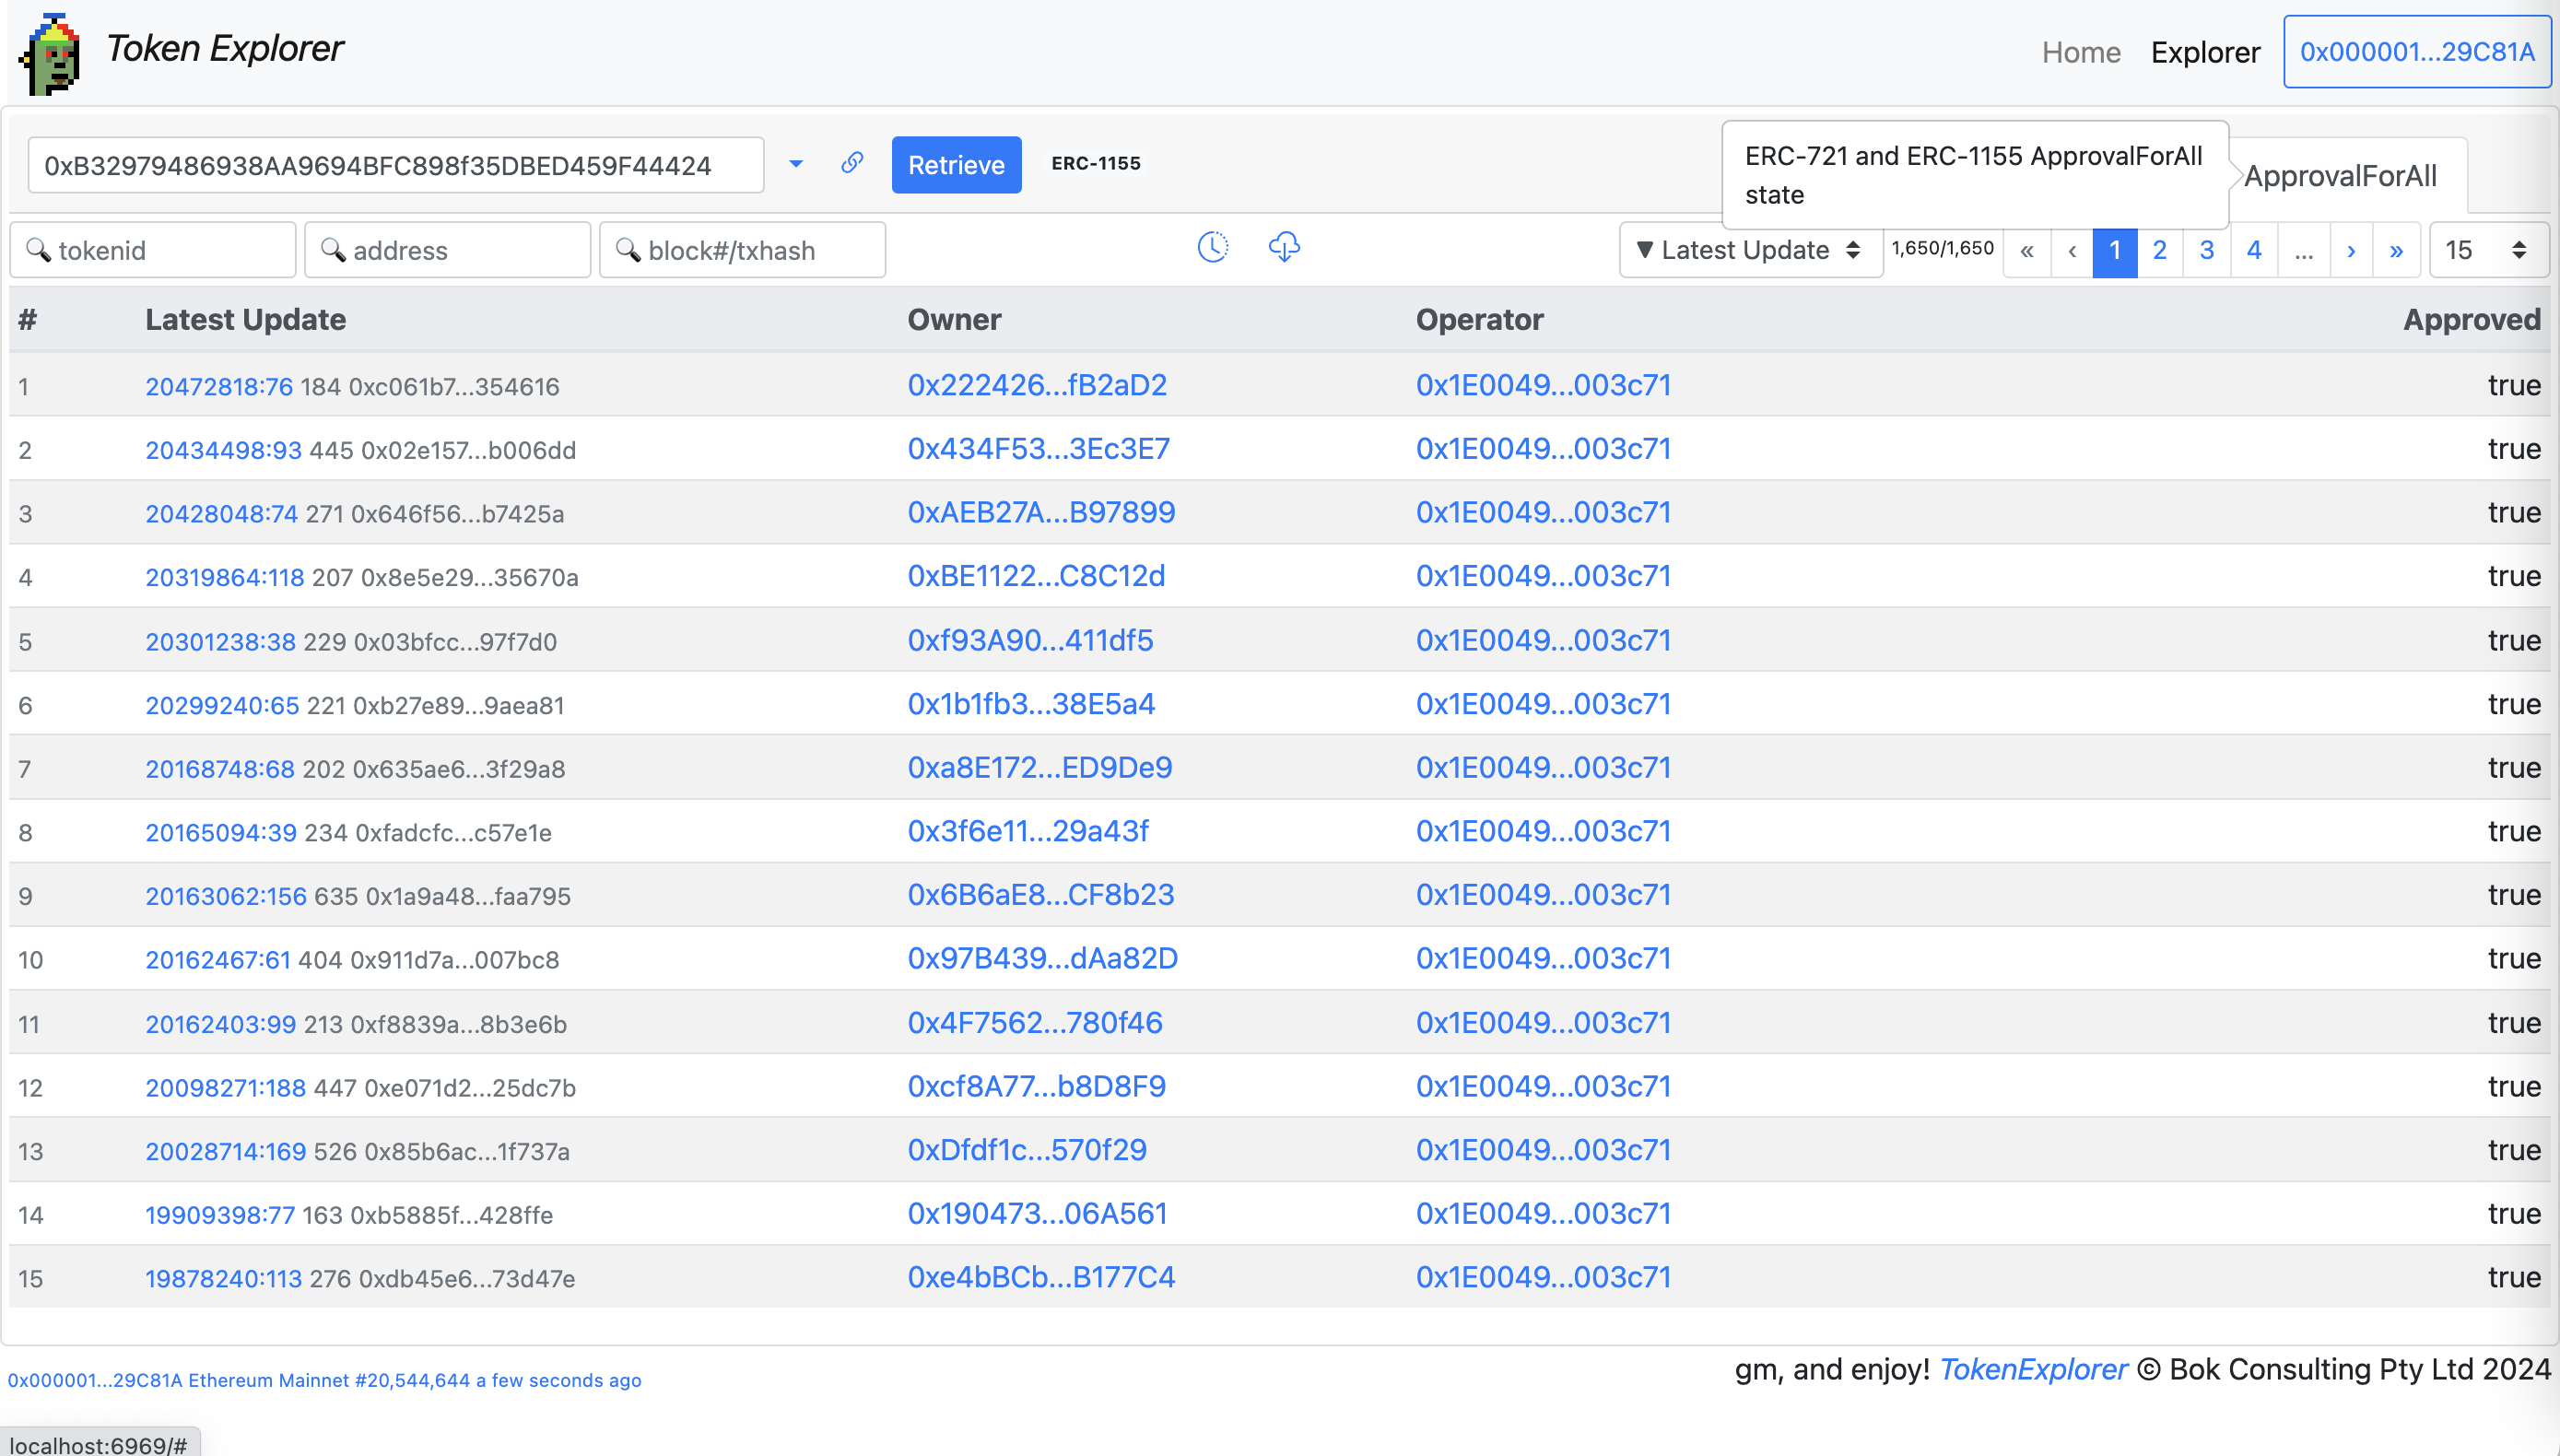 Token Explorer
Home Explorer 0x000001...29C81A
0xB32979486938AA9694BFC898f35DBED459F44424 Retrieve ERC-1155
ERC-721 and ERC-1155 ApprovalForAll
state
ApprovalForAll
tokenid address block#/txhash ▼ Latest Update 1,650/1,650 « ‹ 1 2 3 4 ... › » 15
# Latest Update Owner Operator Approved
1 20472818:76 184 0xc061b7...354616 0x222426...fB2aD2 0x1E0049...003c71 true
2 20434498:93 445 0x02e157...b006dd 0x434F53...3Ec3E7 0x1E0049...003c71 true
3 20428048:74 271 0x646f56...b7425a 0xAEB27A...B97899 0x1E0049...003c71 true
4 20319864:118 207 0x8e5e29...35670a 0xBE1122...C8C12d 0x1E0049...003c71 true
5 20301238:38 229 0x03bfcc...97f7d0 0xf93A90...411df5 0x1E0049...003c71 true
6 20299240:65 221 0xb27e89...9aea81 0x1b1fb3...38E5a4 0x1E0049...003c71 true
7 20168748:68 202 0x635ae6...3f29a8 0xa8E172...ED9De9 0x1E0049...003c71 true
8 20165094:39 234 0xfadcfc...c57e1e 0x3f6e11...29a43f 0x1E0049...003c71 true
9 20163062:156 635 0x1a9a48...faa795 0x6B6aE8...CF8b23 0x1E0049...003c71 true
10 20162467:61 404 0x911d7a...007bc8 0x97B439...dAa82D 0x1E0049...003c71 true
11 20162403:99 213 0xf8839a...8b3e6b 0x4F7562...780f46 0x1E0049...003c71 true
12 20098271:188 447 0xe071d2...25dc7b 0xcf8A77...b8D8F9 0x1E0049...003c71 true
13 20028714:169 526 0x85b6ac...1f737a 0xDfdf1c...570f29 0x1E0049...003c71 true
14 19909398:77 163 0xb5885f...428ffe 0x190473...06A561 0x1E0049...003c71 true
15 19878240:113 276 0xdb45e6...73d47e 0xe4bBCb...B177C4 0x1E0049...003c71 true
gm, and enjoy! TokenExplorer © Bok Consulting Pty Ltd 2024
0x000001...29C81A Ethereum Mainnet #20,544,644 a few seconds ago
localhost:6969/#